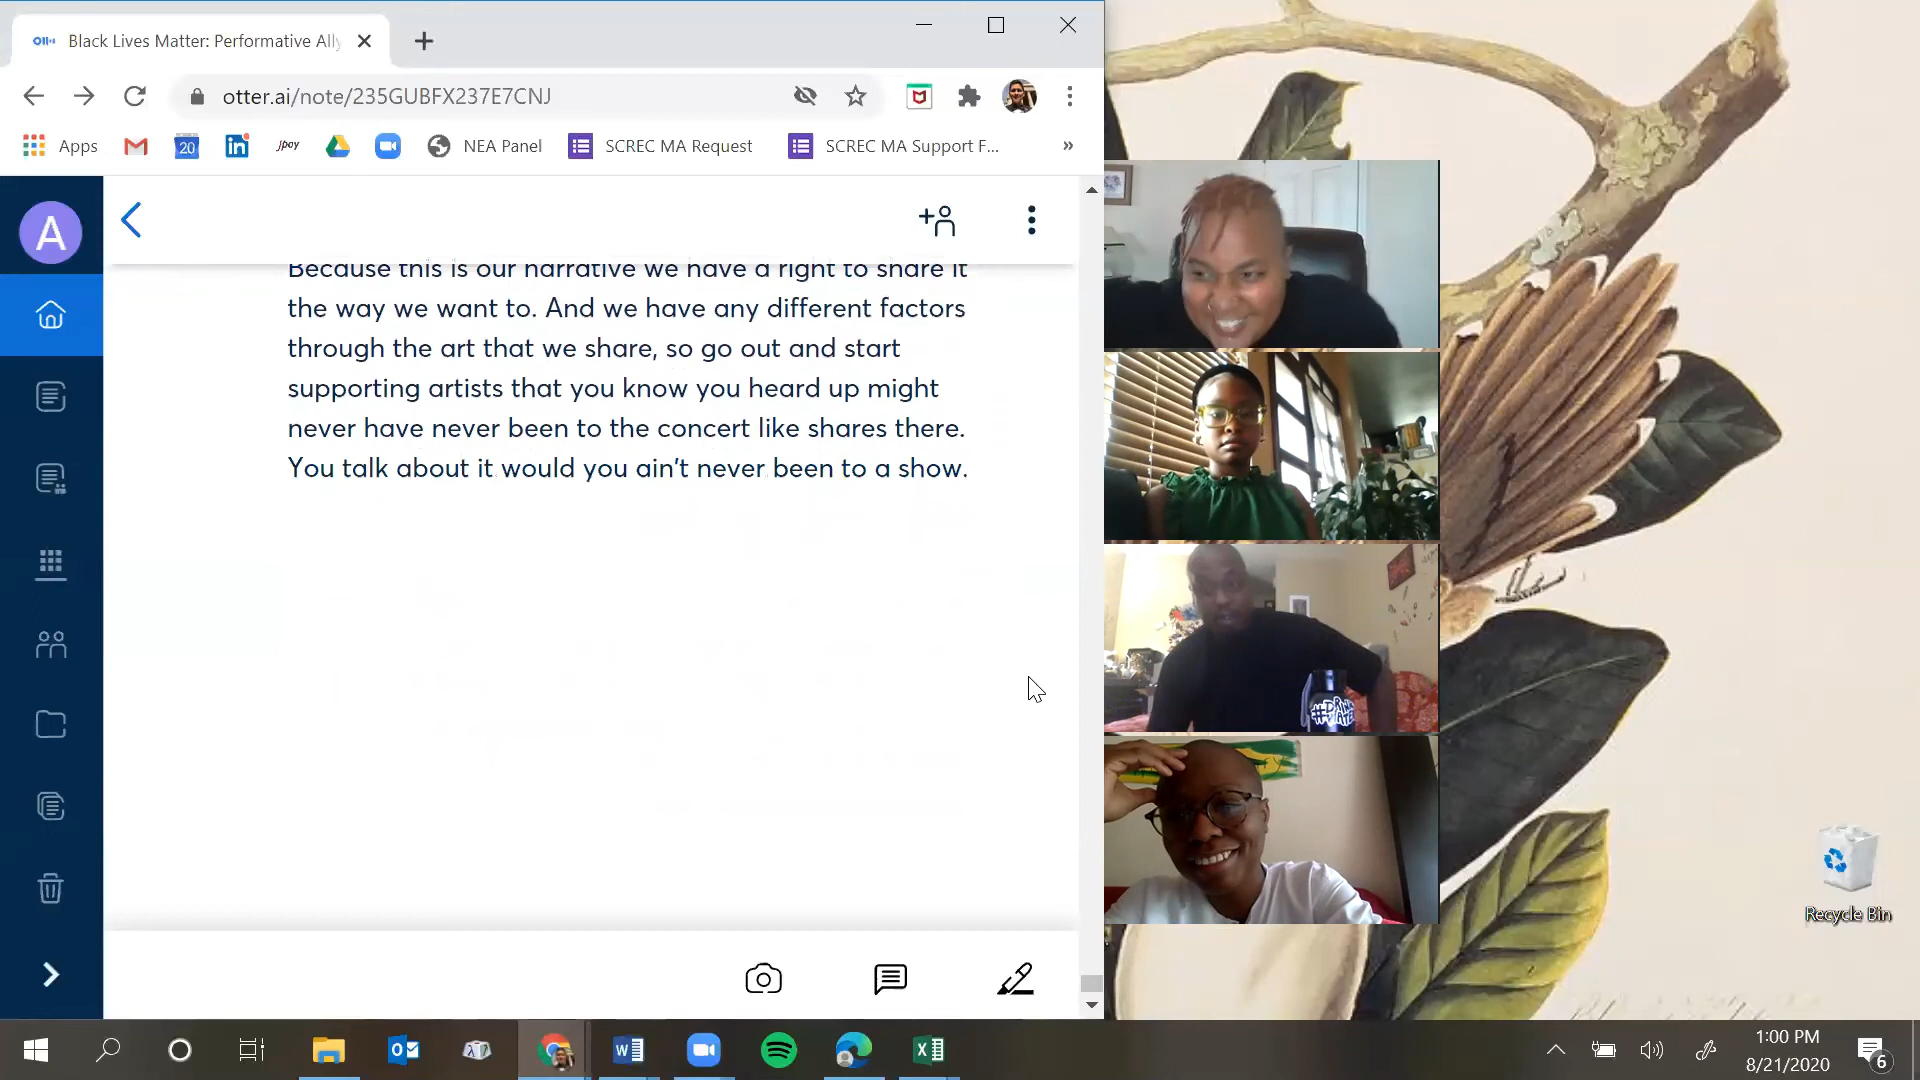 Black Lives Matter: Performative Ally
otter.ai/note/235GUBFX237E7CNJ
Apps
20
in
jpay
NEA Panel
SCREC MA Request
SCREC MA Support F...
»
A
Because this is our narrative we have a right to share it
the way we want to. And we have any different factors
through the art that we share, so go out and start
supporting artists that you know you heard up might
never have never been to the concert like shares there.
You talk about it would you ain't never been to a show.
Recycle Bin
1:00 PM
8/21/2020
6